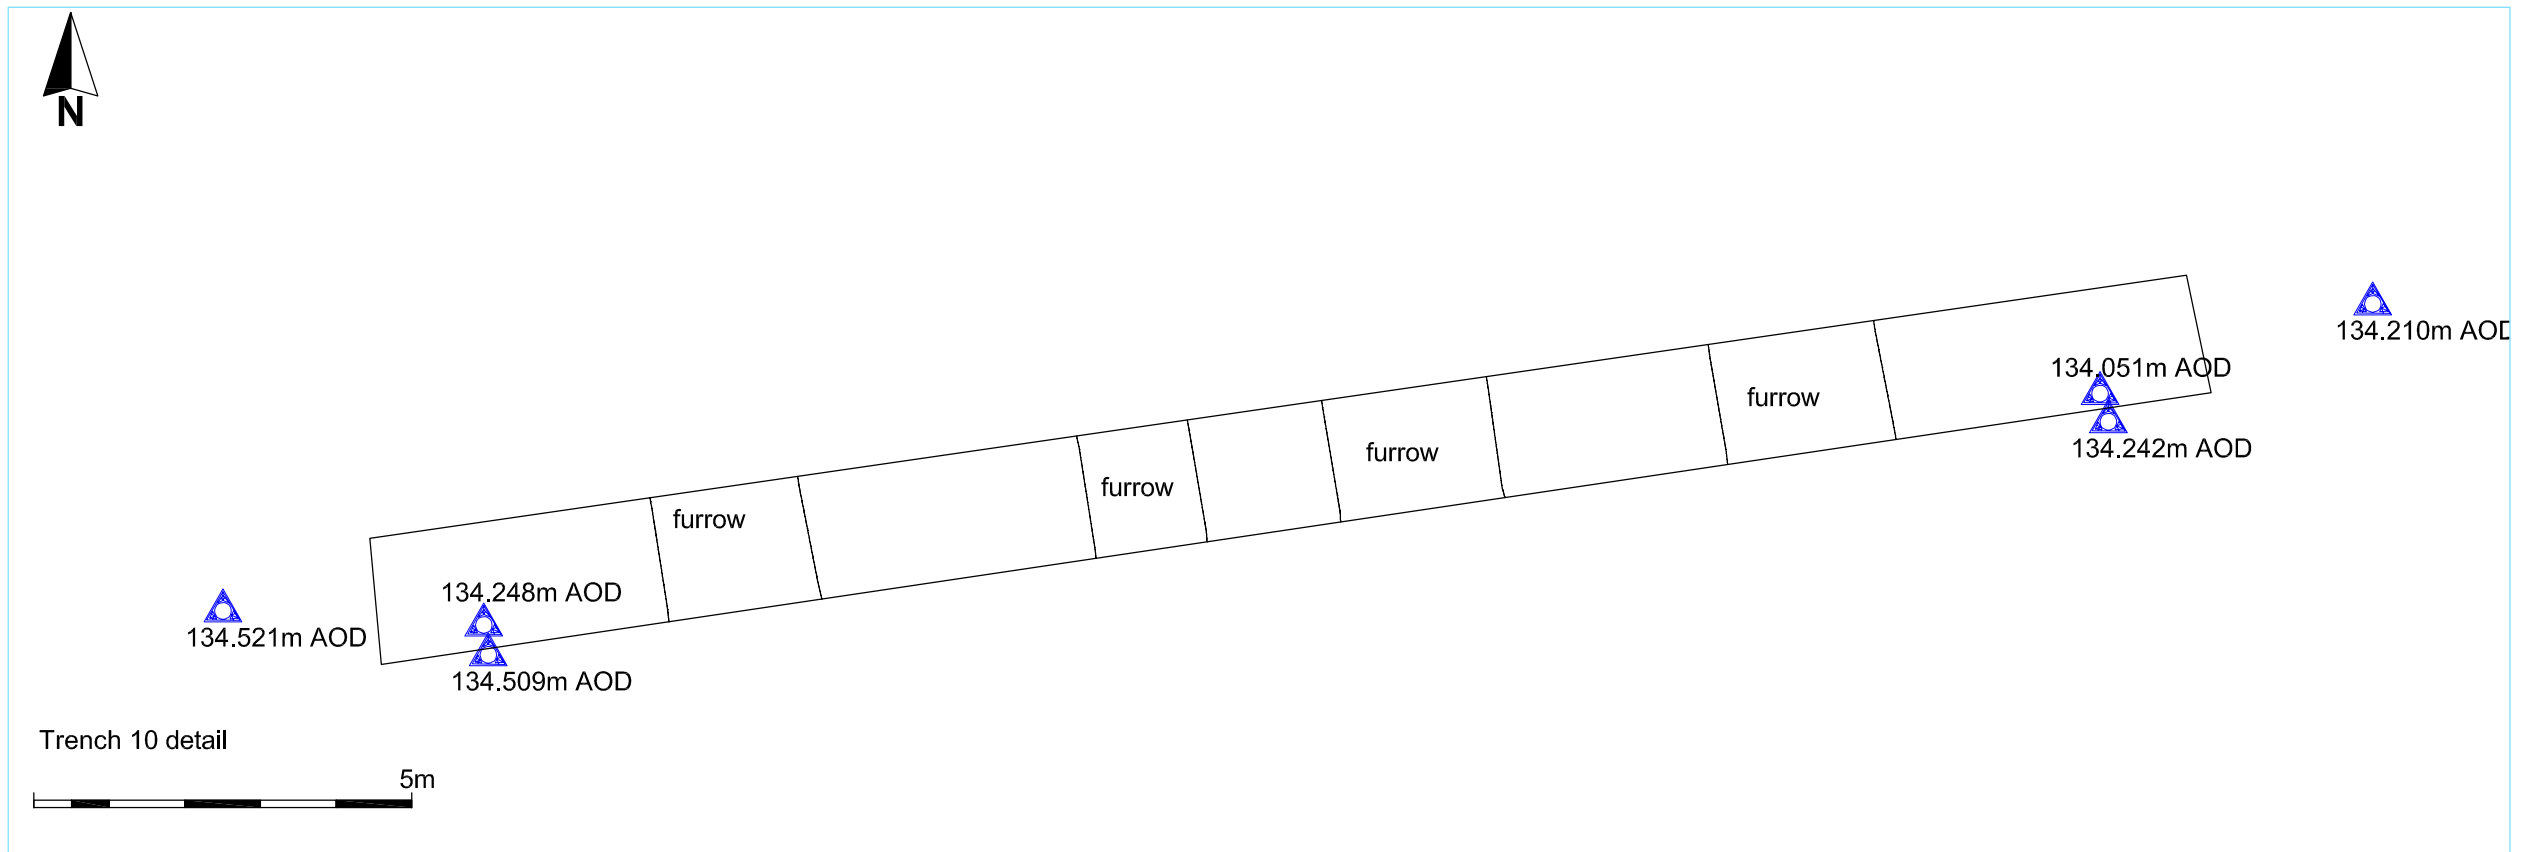 N
134.210m AOD
134.051m AOD
furrow
134.242m AOD
furrow
furrow
furrow
134.248m AOD
134.521m AOD
134.509m AOD
Trench 10 detail
5m